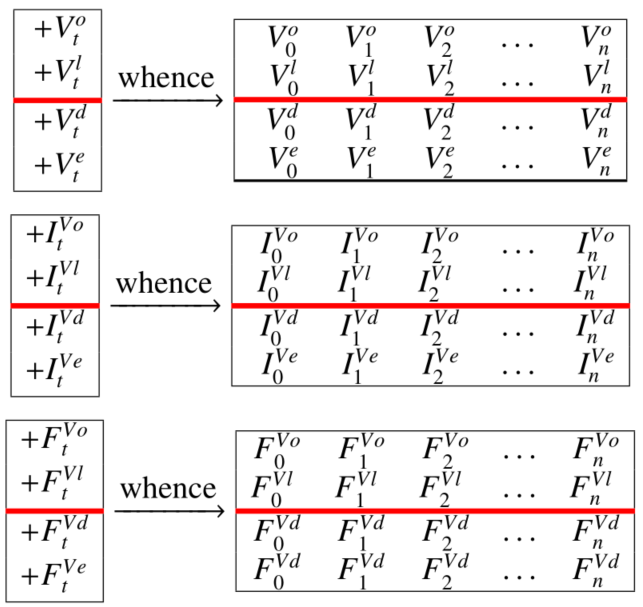 +V_t^o
+V_t^l
+V_t^d
+V_t^e
whence
V_0^o V_1^o V_2^o … V_n^o
V_0^l V_1^l V_2^l … V_n^l
V_0^d V_1^d V_2^d … V_n^d
V_0^e V_1^e V_2^e … V_n^e
+I_t^{Vo}
+I_t^{Vl}
+I_t^{Vd}
+I_t^{Ve}
whence
I_0^{Vo} I_1^{Vo} I_2^{Vo} … I_n^{Vo}
I_0^{Vl} I_1^{Vl} I_2^{Vl} … I_n^{Vl}
I_0^{Vd} I_1^{Vd} I_2^{Vd} … I_n^{Vd}
I_0^{Ve} I_1^{Ve} I_2^{Ve} … I_n^{Ve}
+F_t^{Vo}
+F_t^{Vl}
+F_t^{Vd}
+F_t^{Ve}
whence
F_0^{Vo} F_1^{Vo} F_2^{Vo} … F_n^{Vo}
F_0^{Vl} F_1^{Vl} F_2^{Vl} … F_n^{Vl}
F_0^{Vd} F_1^{Vd} F_2^{Vd} … F_n^{Vd}
F_0^{Vd} F_1^{Vd} F_2^{Vd} … F_n^{Vd}